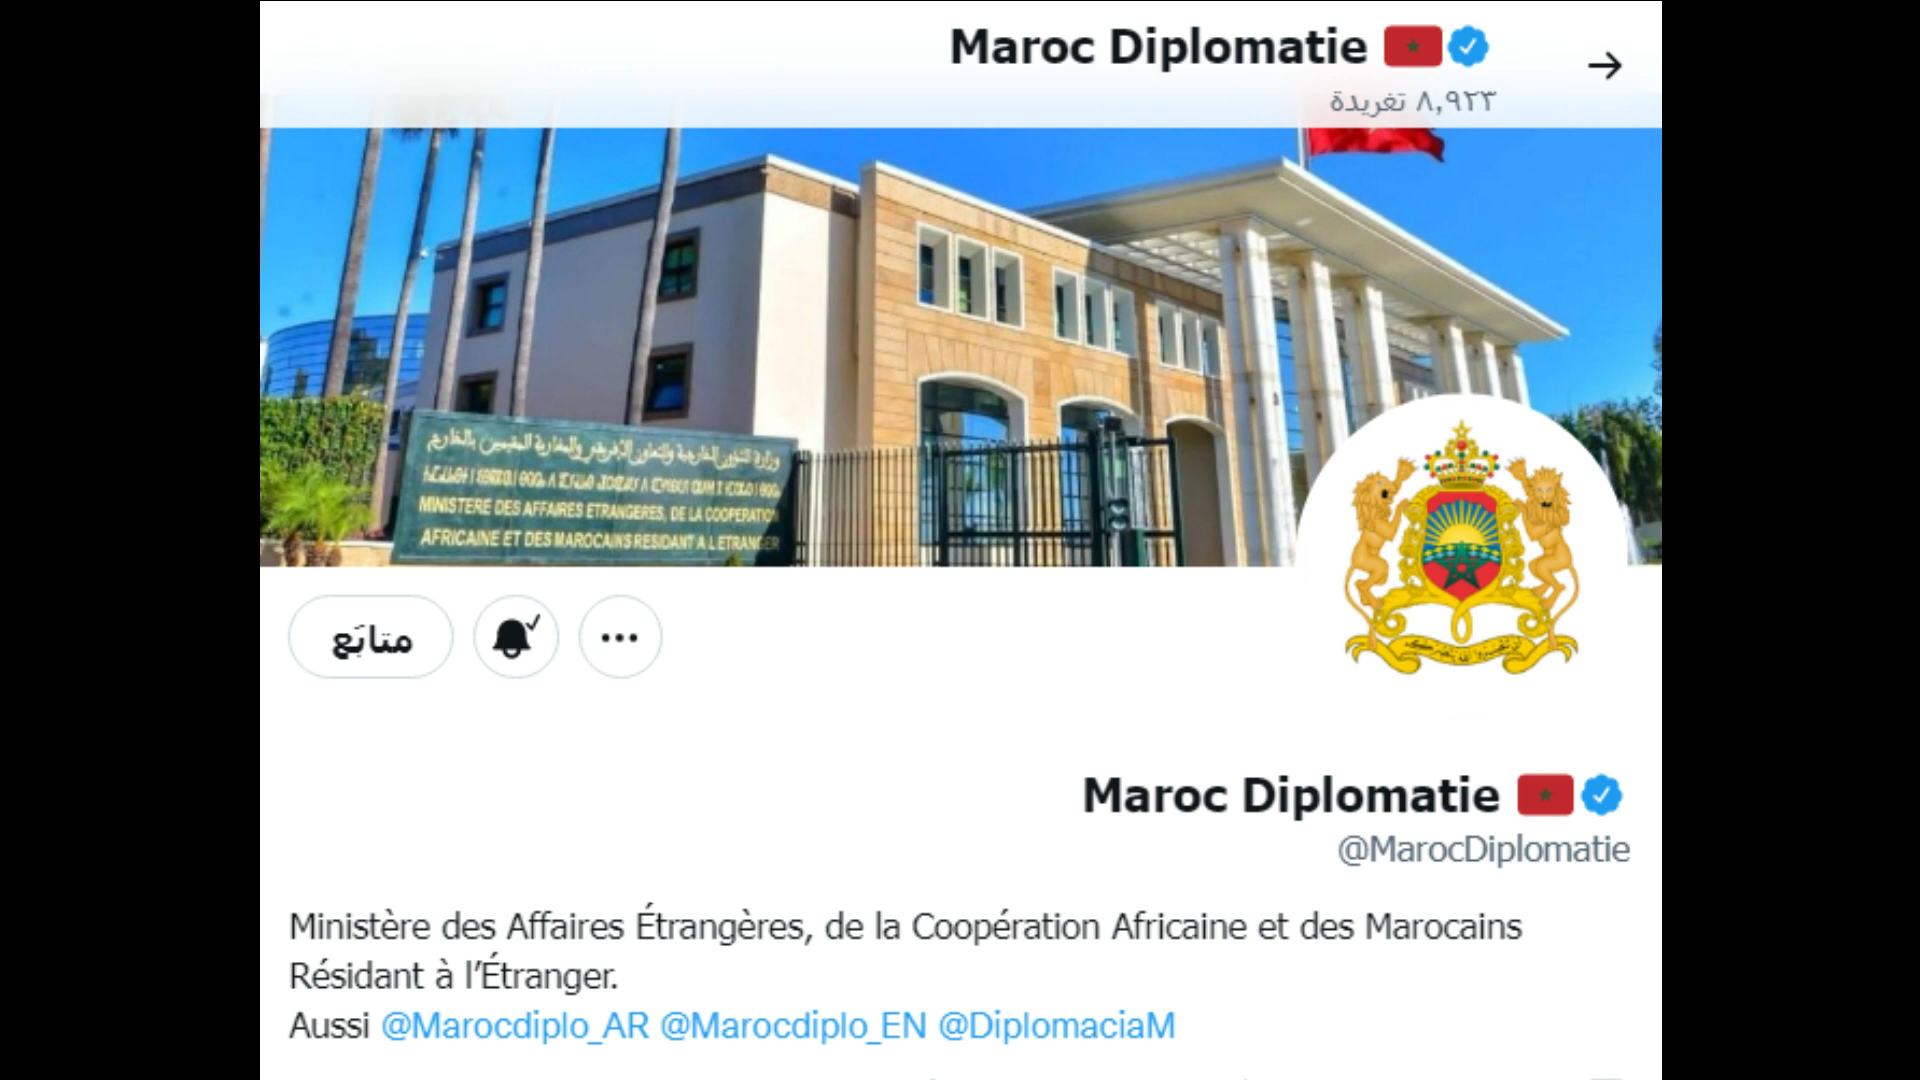 Maroc Diplomatie
٨,٩٢٣ تغريدة
وزارة الشؤون الخارجية والتعاون الإفريقي والمغاربة المقيمين بالخارج
MINISTERE DES AFFAIRES ETRANGERES, DE LA COOPERATION
AFRICAINE ET DES MAROCAINS RESIDANT A L ETRANGER
متابَع
Maroc Diplomatie
@MarocDiplomatie
Ministère des Affaires Étrangères, de la Coopération Africaine et des Marocains
Résidant à l’Étranger.
Aussi @Marocdiplo_AR @Marocdiplo_EN @DiplomaciaM